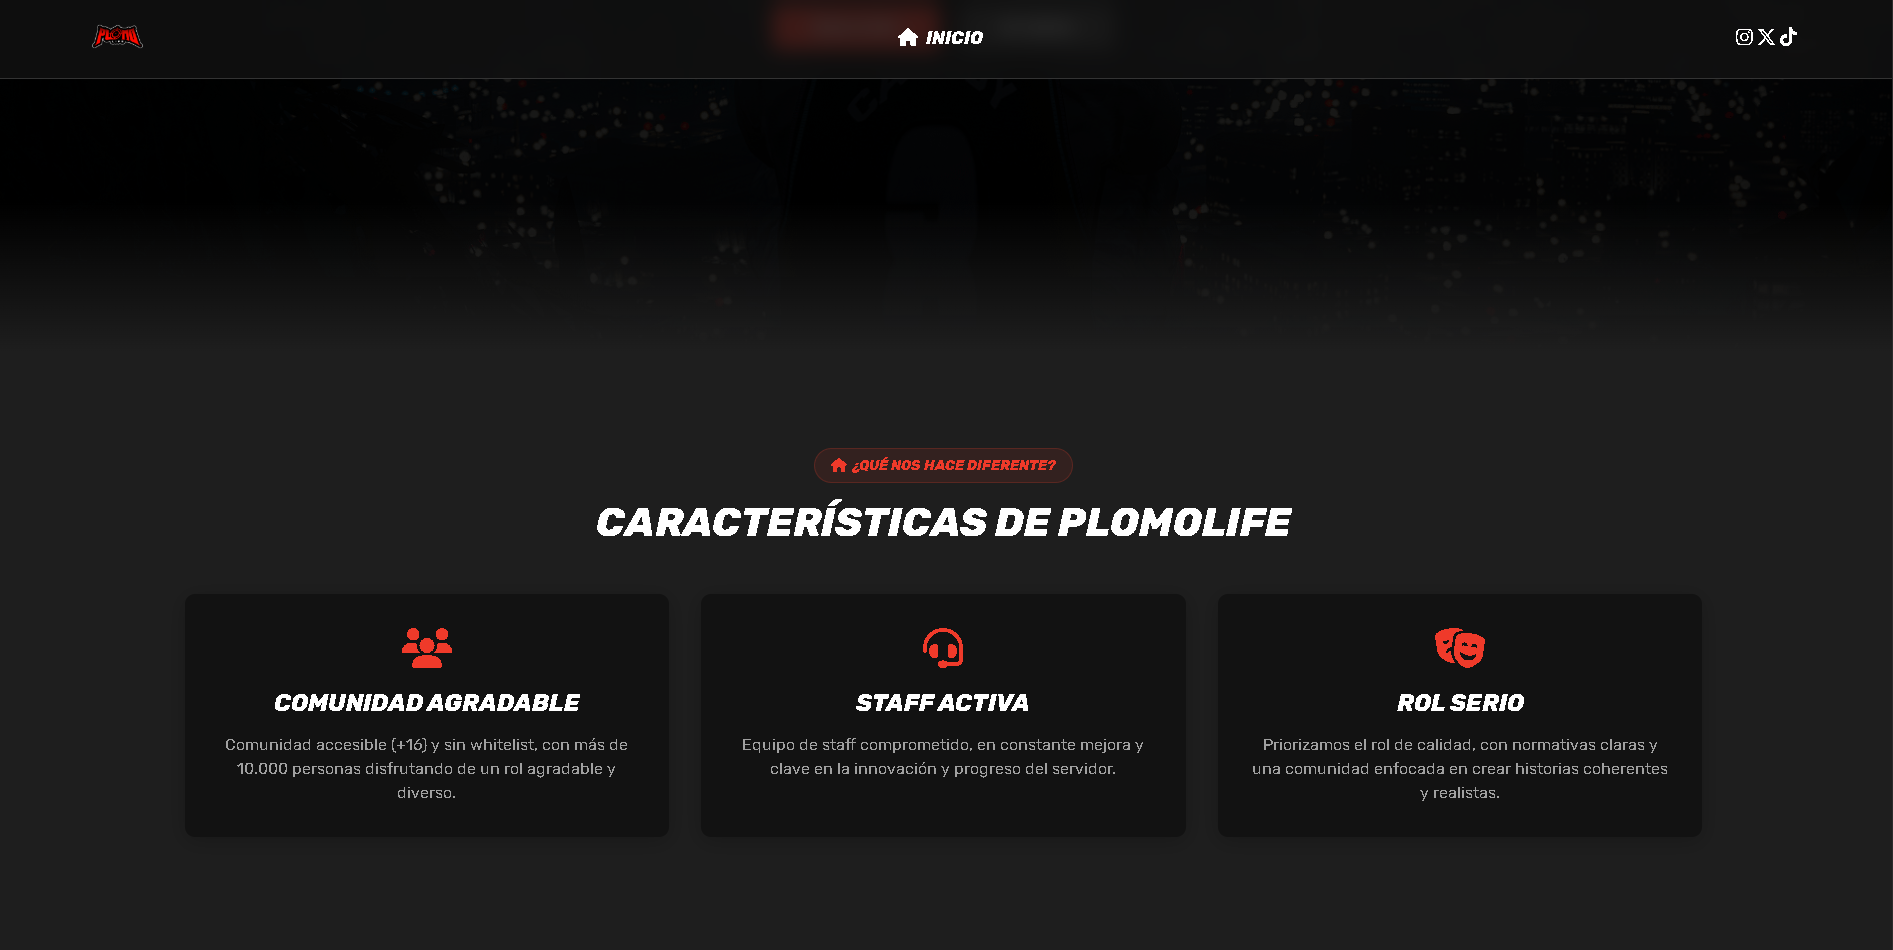 PLOMO
INICIO
¿QUÉ NOS HACE DIFERENTE?
CARACTERÍSTICAS DE PLOMOLIFE
COMUNIDAD AGRADABLE
Comunidad accesible (+16) y sin whitelist, con más de
10.000 personas disfrutando de un rol agradable y
diverso.
STAFF ACTIVA
Equipo de staff comprometido, en constante mejora y
clave en la innovación y progreso del servidor.
ROL SERIO
Priorizamos el rol de calidad, con normativas claras y
una comunidad enfocada en crear historias coherentes
y realistas.